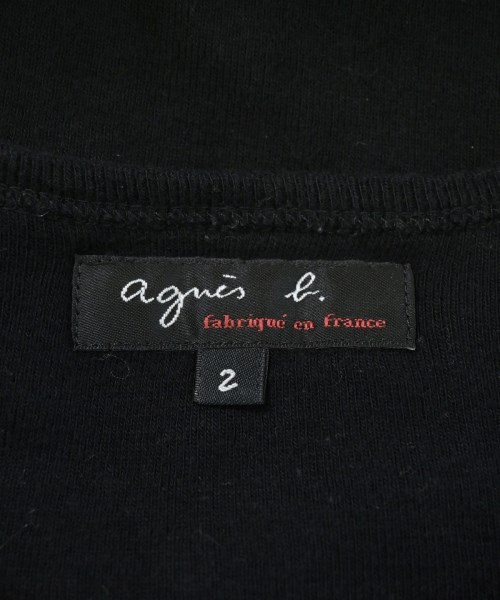 agnès b.
fabriqué en france
2